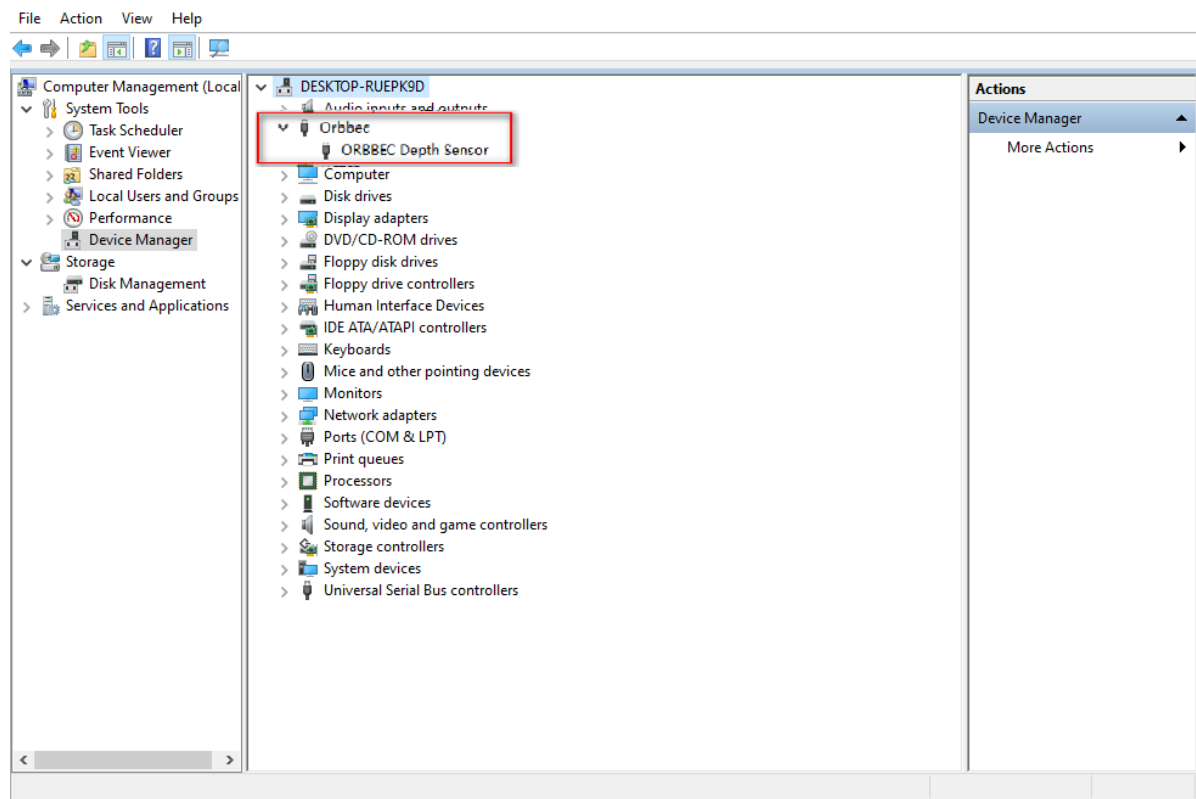 File Action View Help
Computer Management (Local
System Tools
Task Scheduler
Event Viewer
Shared Folders
Local Users and Groups
Performance
Device Manager
Storage
Disk Management
Services and Applications
DESKTOP-RUEPK9D
Audio inputs and outputs
Orbbec
ORBBEC Depth Sensor
Computer
Disk drives
Display adapters
DVD/CD-ROM drives
Floppy disk drives
Floppy drive controllers
Human Interface Devices
IDE ATA/ATAPI controllers
Keyboards
Mice and other pointing devices
Monitors
Network adapters
Ports (COM & LPT)
Print queues
Processors
Software devices
Sound, video and game controllers
Storage controllers
System devices
Universal Serial Bus controllers
Actions
Device Manager
More Actions